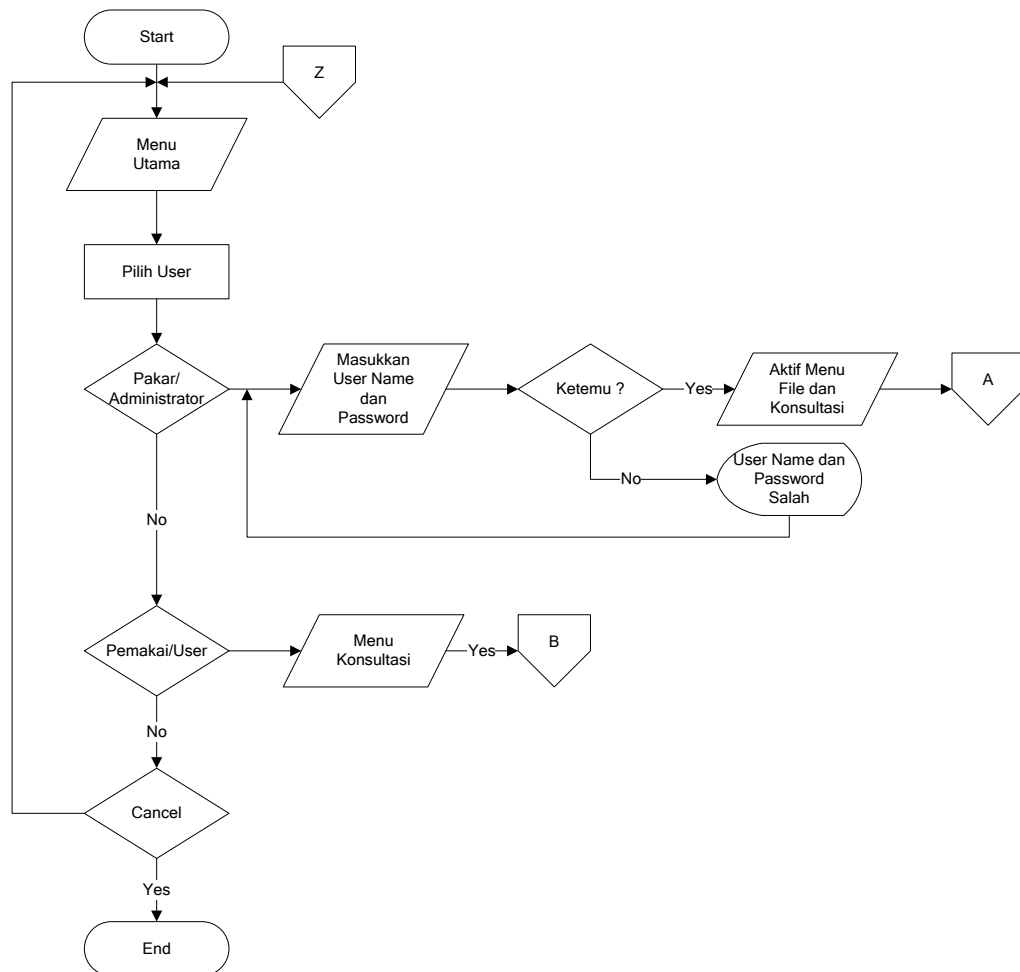 Start
Z
Menu
Utama
Pilih User
Pakar/
Administrator
Masukkan
User Name
dan
Password
Ketemu ?
Yes
Aktif Menu
File dan
Konsultasi
A
No
User Name dan
Password
Salah
No
Pemakai/User
Menu
Konsultasi
Yes
B
No
Cancel
Yes
End